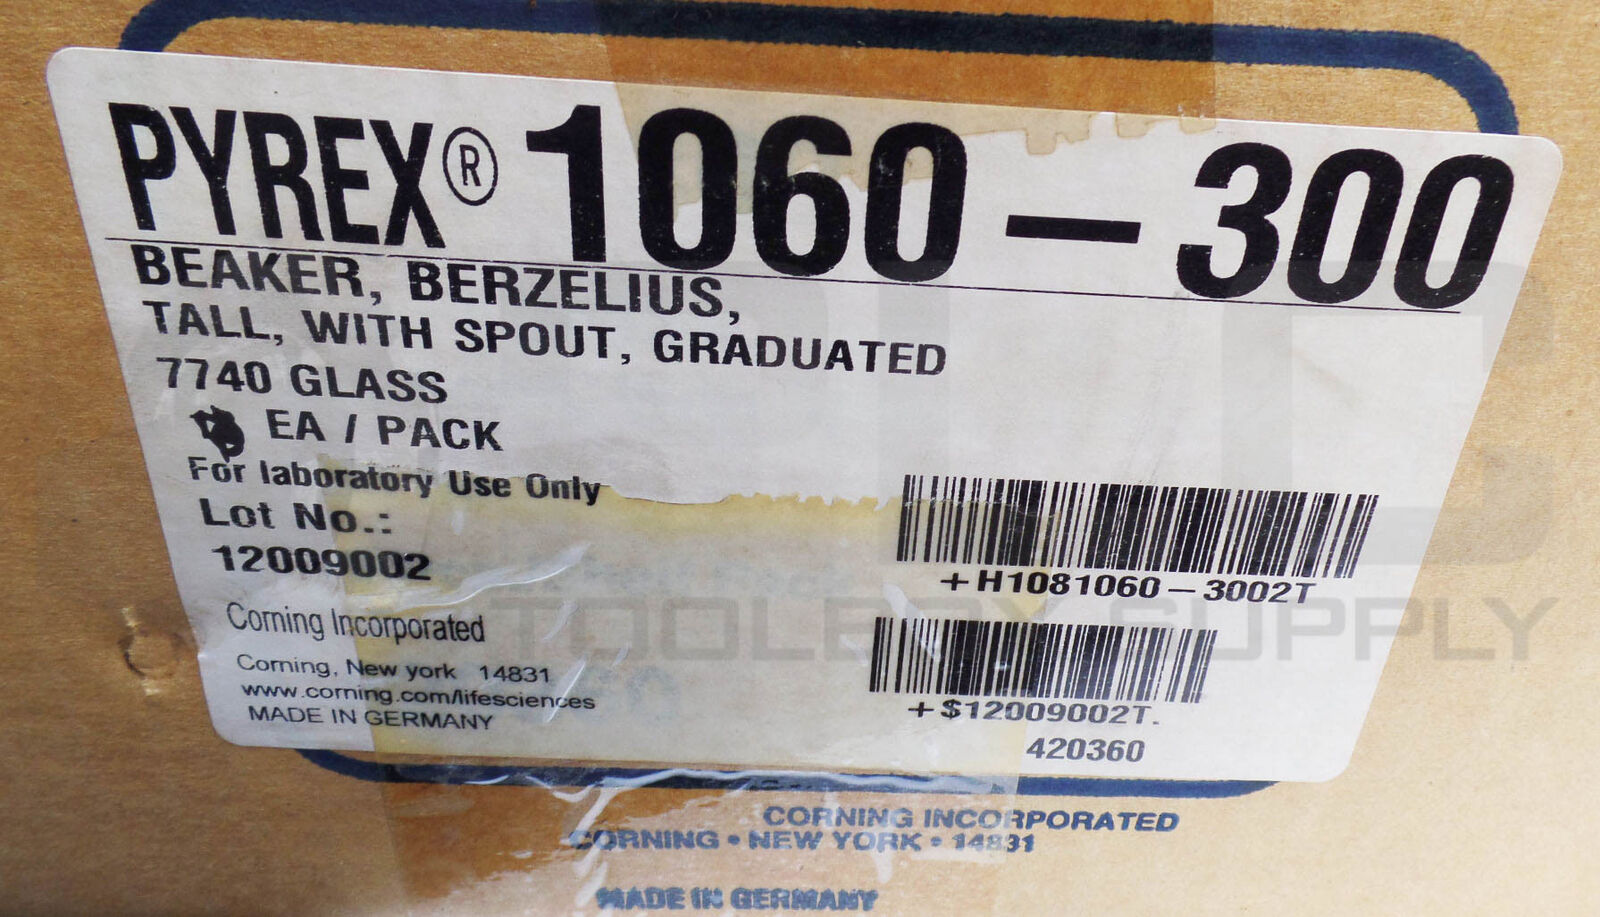 PYREX® 1060-300
BEAKER, BERZELIUS,
TALL, WITH SPOUT, GRADUATED
7740 GLASS
EA / PACK
For laboratory Use Only
Lot No.:
12009002
Corning Incorporated
Corning, New york 14831
www.corning.com/lifesciences
MADE IN GERMANY
+H1081060-3002T
+$12009002T.
420360
CORNING INCORPORATED
CORNING • NEW YORK • 14831
MADE IN GERMANY
TOOLBOX SUPPLY